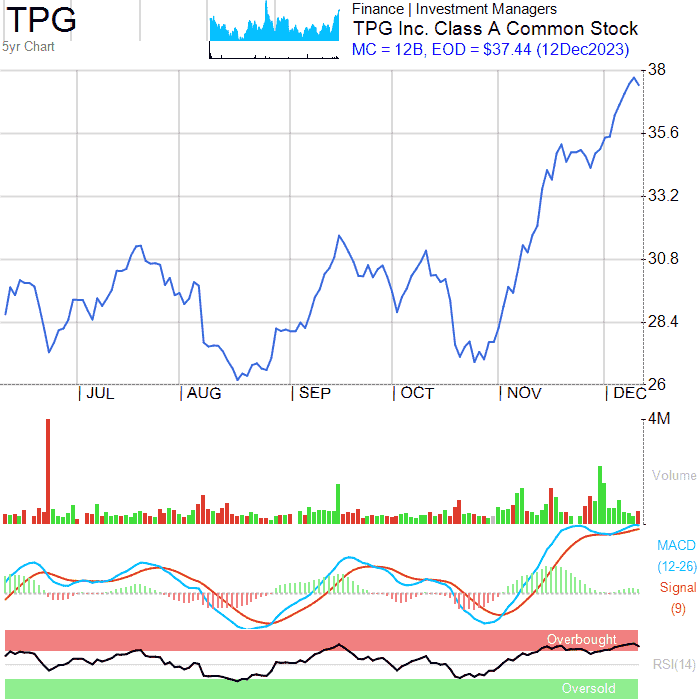 TPG
5yr Chart
Finance | Investment Managers
TPG Inc. Class A Common Stock
MC = 12B, EOD = $37.44 (12Dec2023)
38
35.6
33.2
30.8
28.4
26
| JUL | AUG | SEP | OCT | NOV | DEC
4M
Volume
MACD
(12-26)
Signal
(9)
Overbought
RSI(14)
Oversold